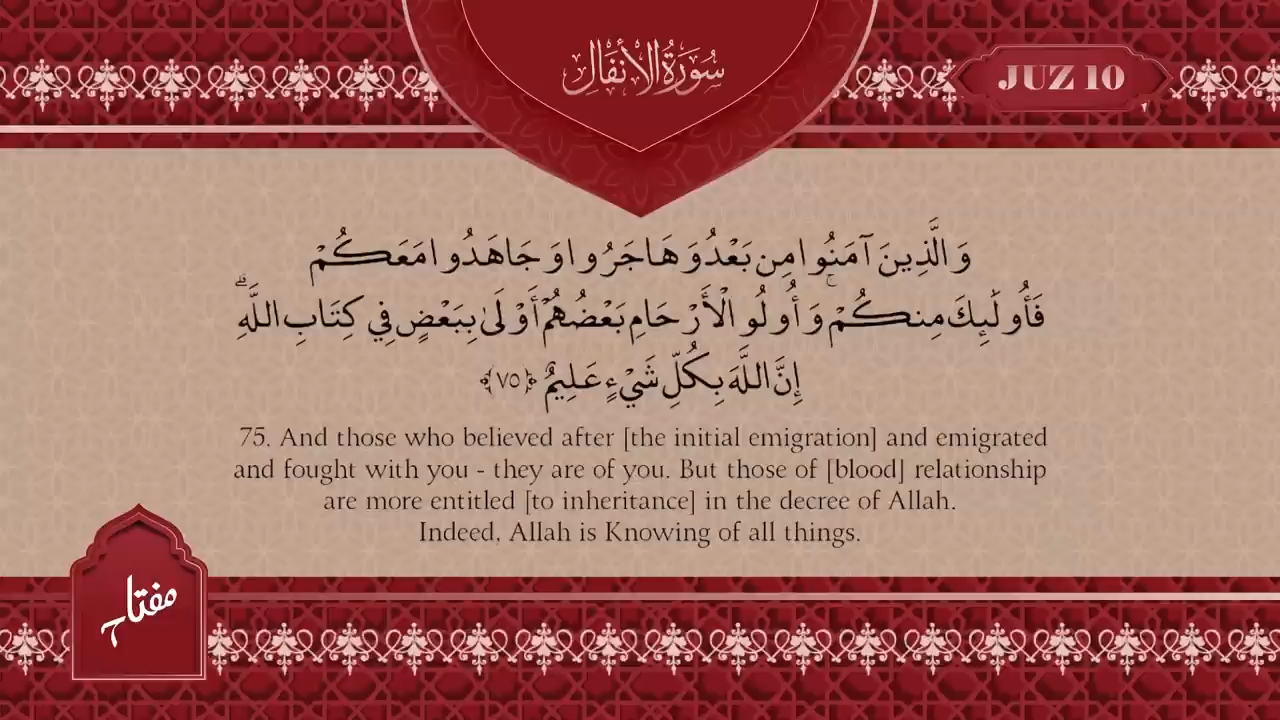 سُورَةُ الْأَنْفَالِ
JUZ 10
وَالَّذِينَ آمَنُوا مِن بَعْدُ وَهَاجَرُوا وَجَاهَدُوا مَعَكُمْ
فَأُولَٰئِكَ مِنكُمْ ۚ وَأُولُو الْأَرْحَامِ بَعْضُهُمْ أَوْلَىٰ بِبَعْضٍ فِي كِتَابِ اللَّهِ ۗ
إِنَّ اللَّهَ بِكُلِّ شَيْءٍ عَلِيمٌ ﴿٧٥﴾
75. And those who believed after [the initial emigration] and emigrated
and fought with you - they are of you. But those of [blood] relationship
are more entitled [to inheritance] in the decree of Allah.
Indeed, Allah is Knowing of all things.
مفتاح